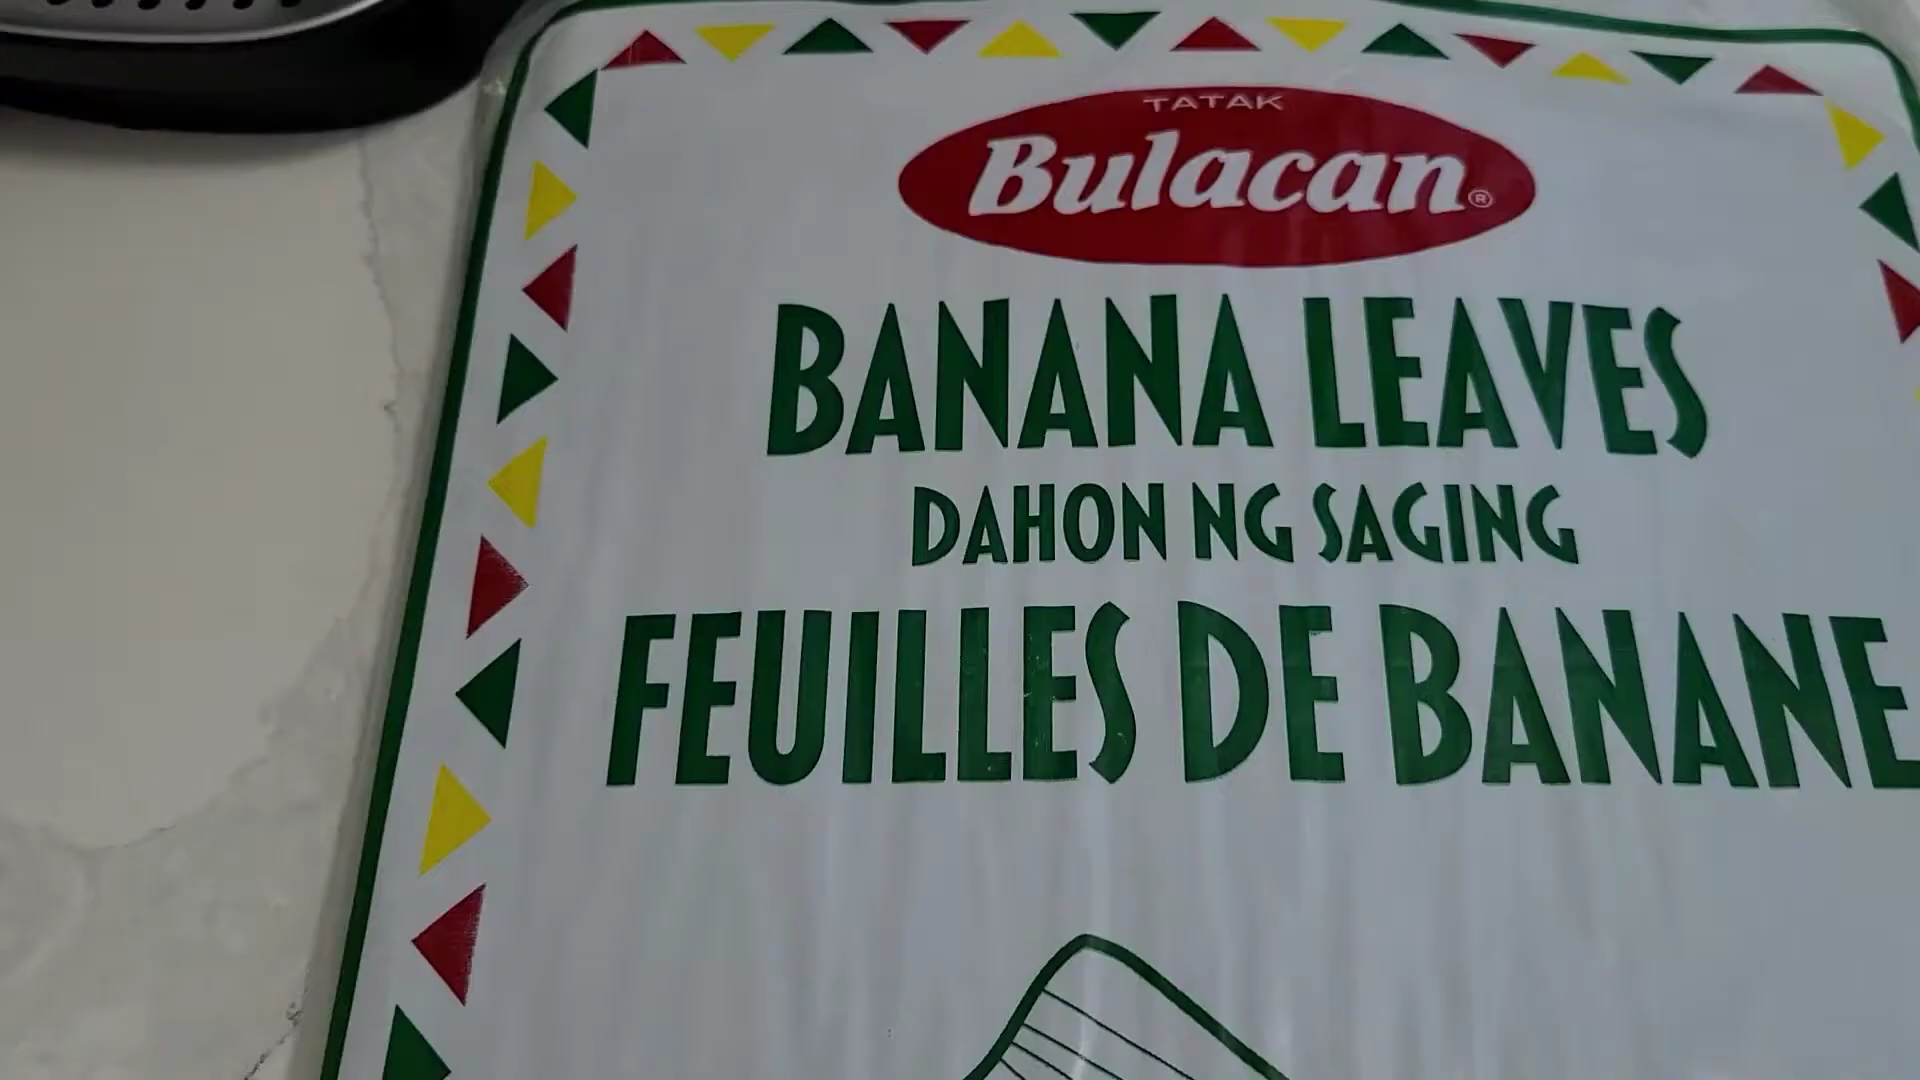 TATAK
Bulacan®
BANANA LEAVES
DAHON NG SAGING
FEUILLES DE BANANE